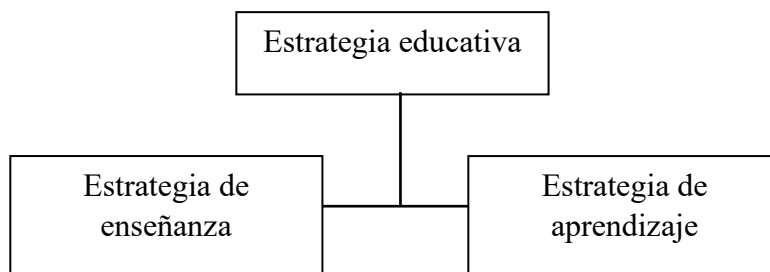 Estrategia educativa
Estrategia de
enseñanza
Estrategia de
aprendizaje